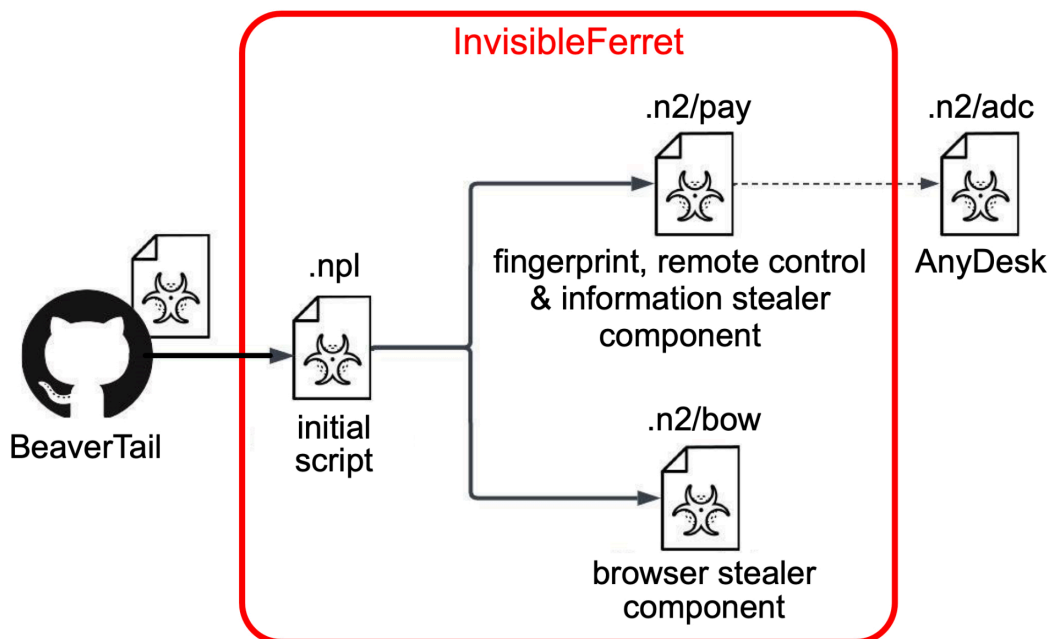 InvisibleFerret
.n2/pay
.n2/adc
.npl
fingerprint, remote control
& information stealer
component
AnyDesk
BeaverTail
initial
script
.n2/bow
browser stealer
component